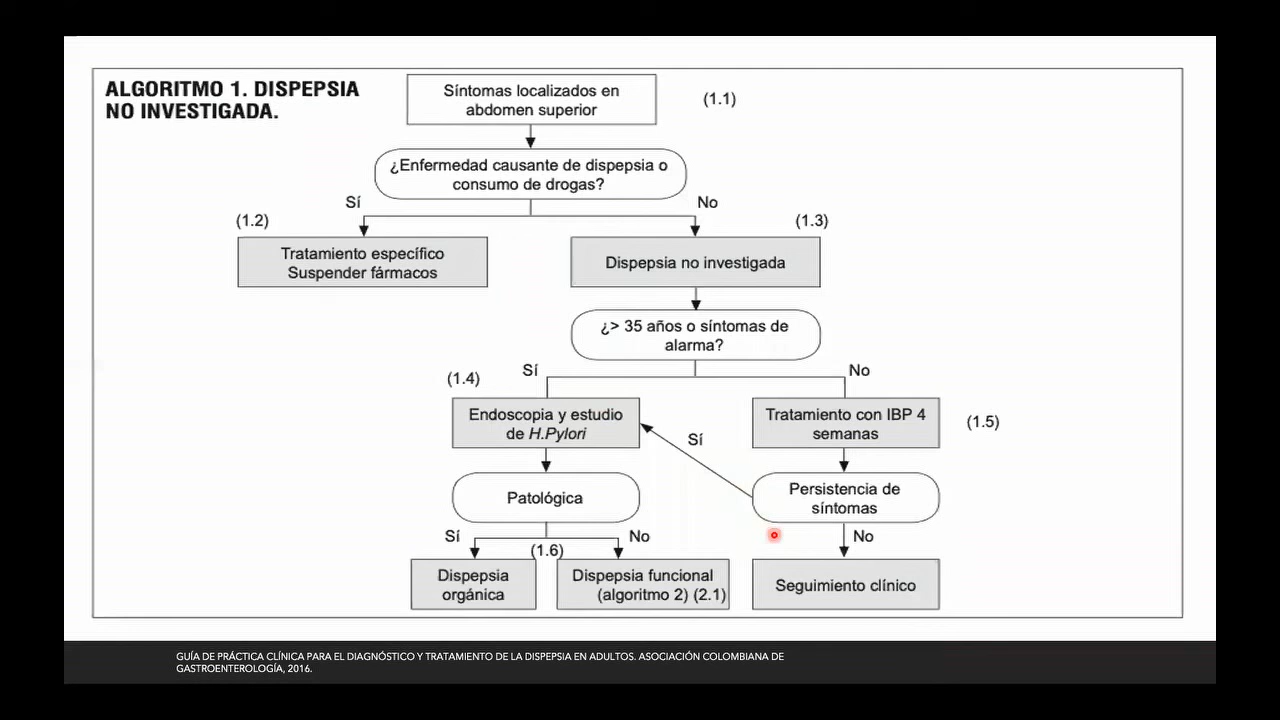 ALGORITMO 1. DISPEPSIA
NO INVESTIGADA.
Síntomas localizados en
abdomen superior
(1.1)
¿Enfermedad causante de dispepsia o
consumo de drogas?
Sí
No
(1.2)
(1.3)
Tratamiento específico
Suspender fármacos
Dispepsia no investigada
¿> 35 años o síntomas de
alarma?
Sí
No
(1.4)
Endoscopia y estudio
de H.Pylori
Tratamiento con IBP 4
semanas
(1.5)
Sí
Patológica
Persistencia de
síntomas
Sí
No
No
(1.6)
Dispepsia
orgánica
Dispepsia funcional
(algoritmo 2) (2.1)
Seguimiento clínico
GUÍA DE PRÁCTICA CLÍNICA PARA EL DIAGNÓSTICO Y TRATAMIENTO DE LA DISPEPSIA EN ADULTOS. ASOCIACIÓN COLOMBIANA DE
GASTROENTEROLOGÍA, 2016.